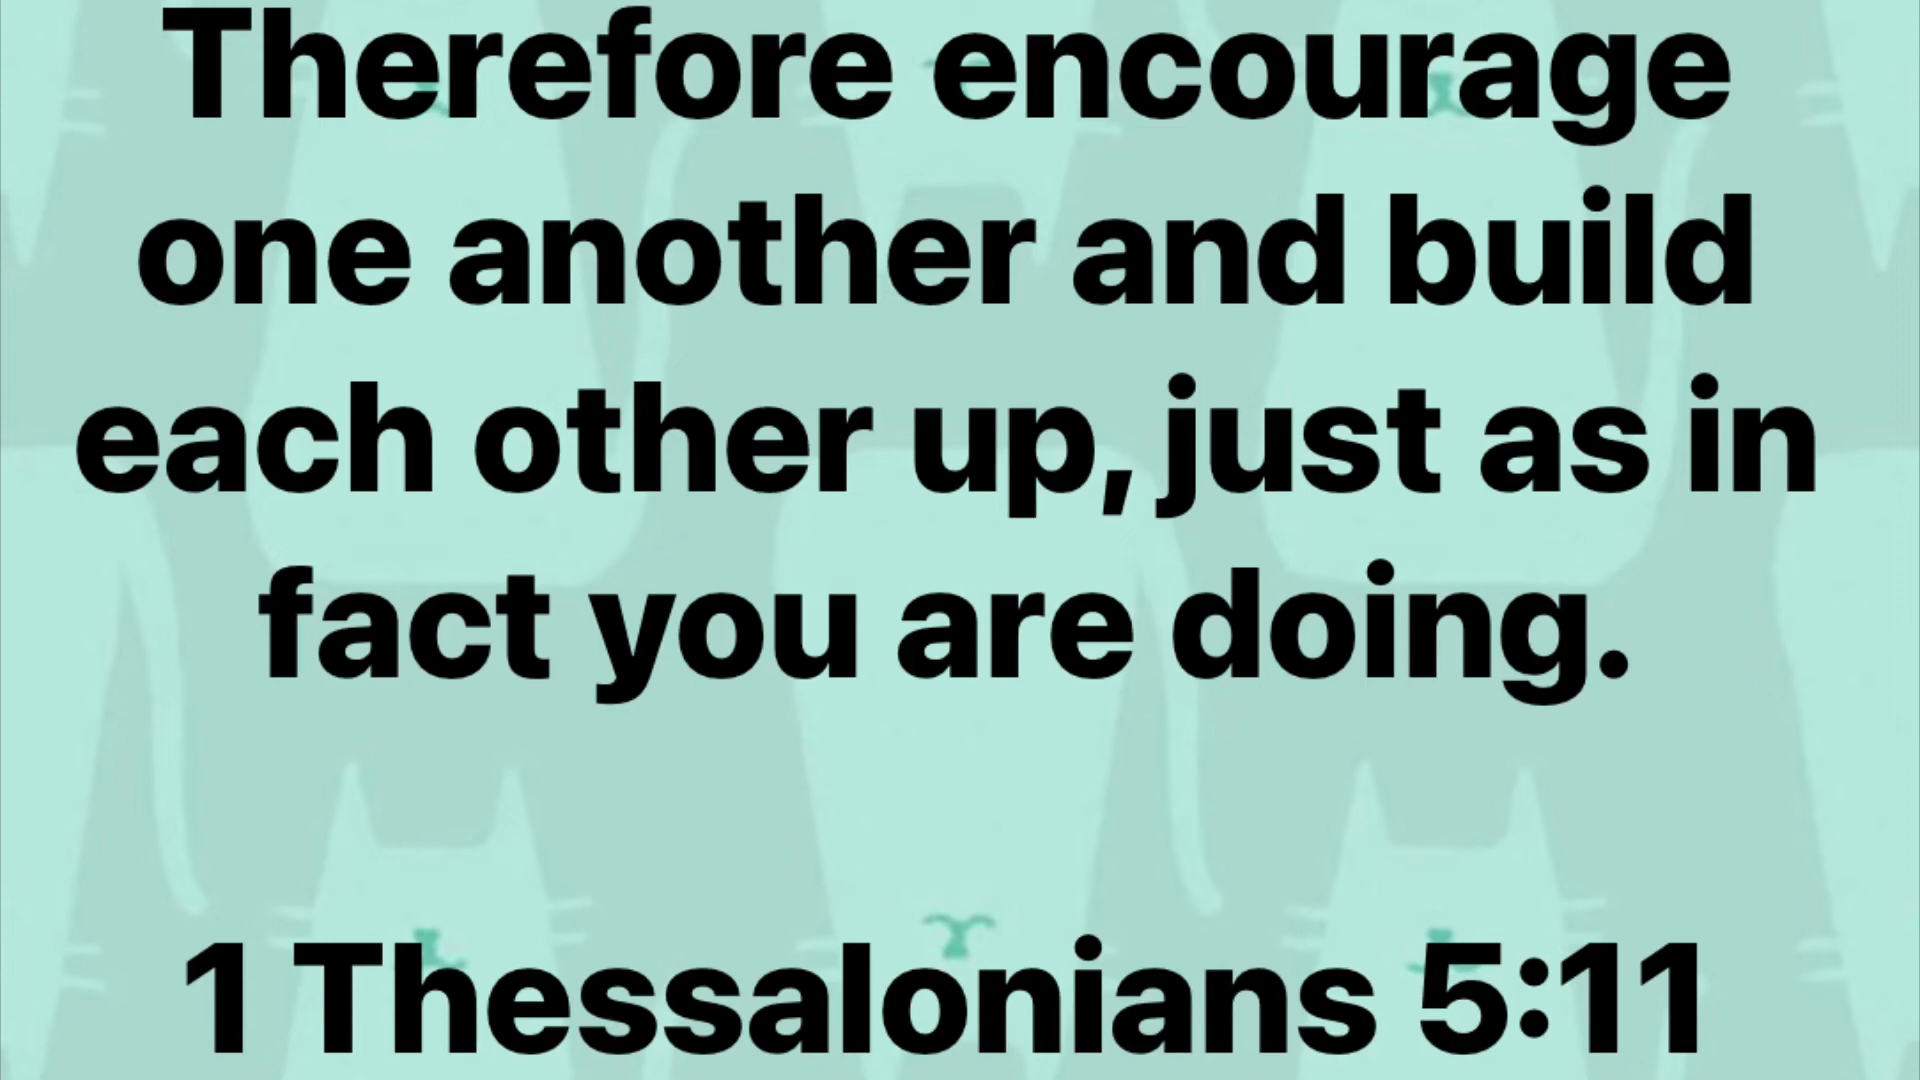 Therefore encourage
one another and build
each other up, just as in
fact you are doing.
1 Thessalonians 5:11